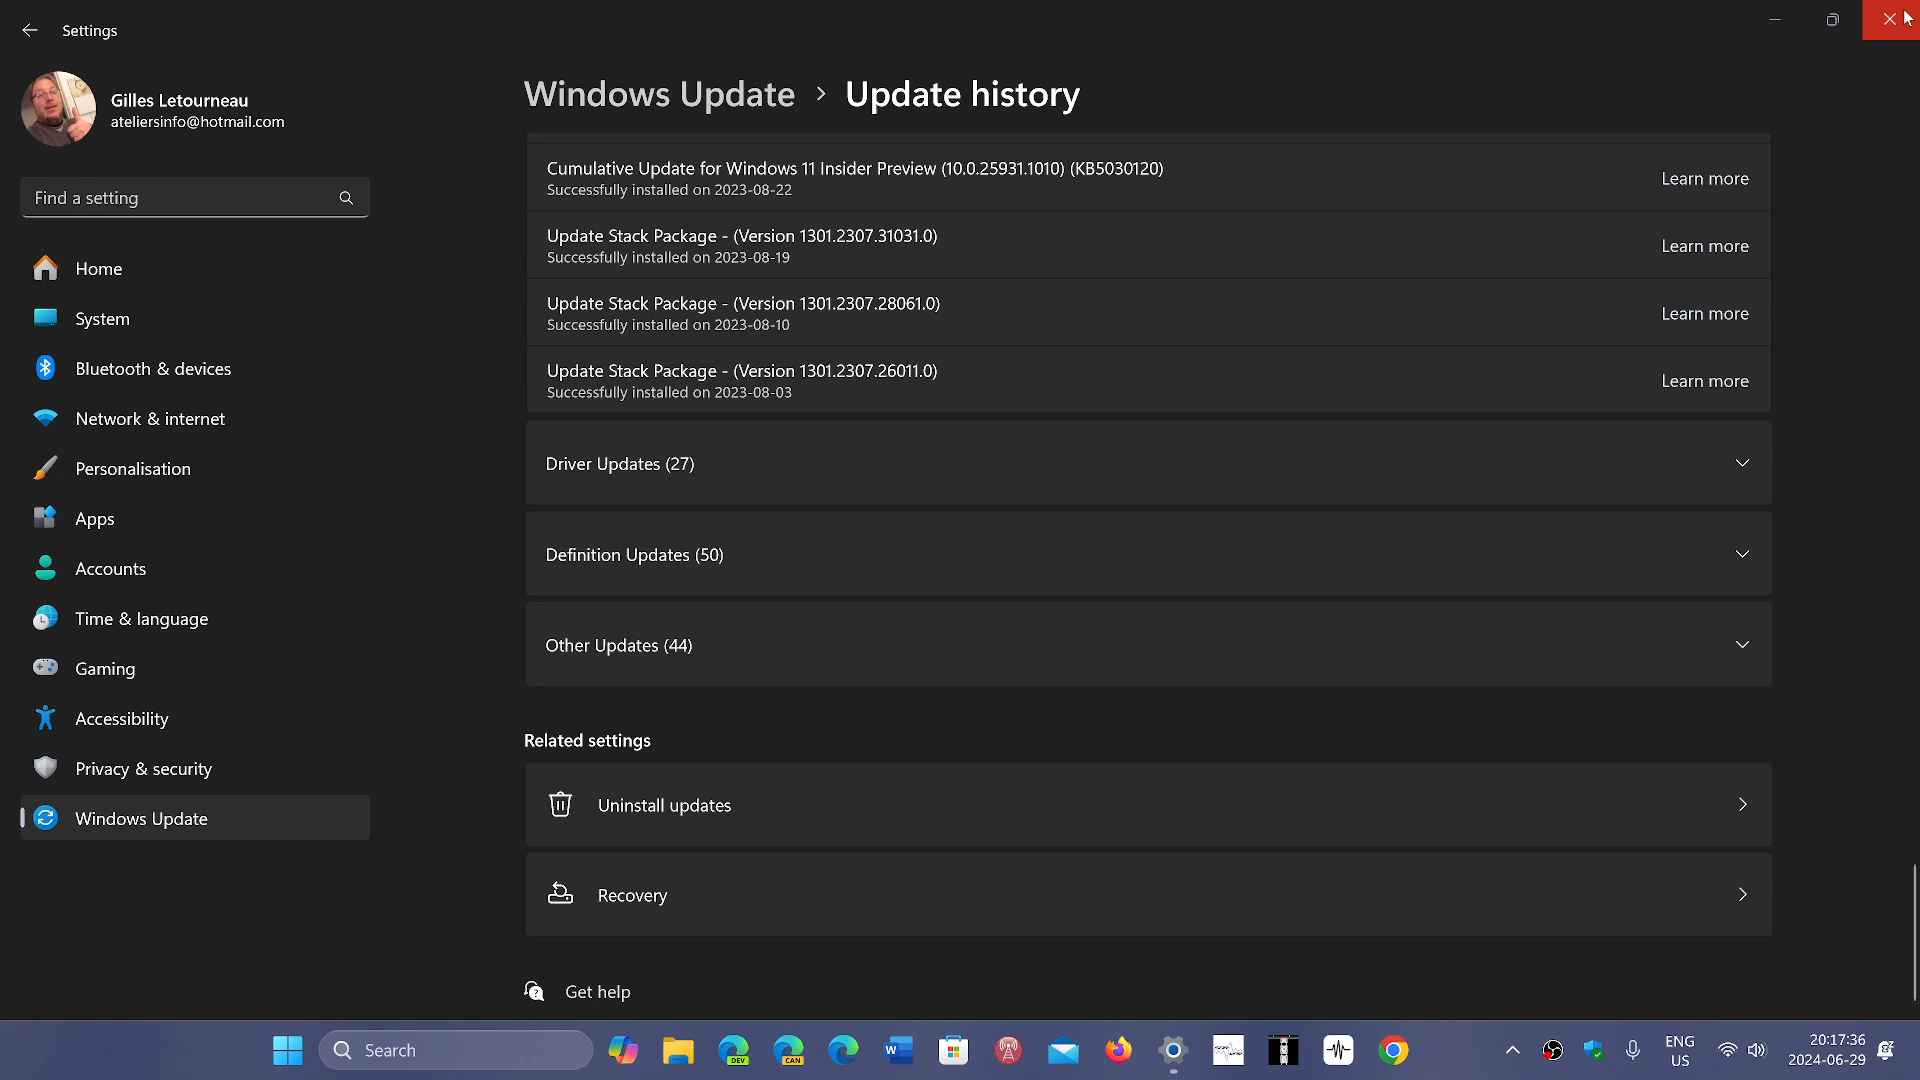 Settings
Gilles Letourneau
ateliersinfo@hotmail.com
Find a setting
Home
System
Bluetooth & devices
Network & internet
Personalisation
Apps
Accounts
Time & language
Gaming
Accessibility
Privacy & security
Windows Update
Windows Update > Update history
Cumulative Update for Windows 11 Insider Preview (10.0.25931.1010) (KB5030120)
Successfully installed on 2023-08-22
Learn more
Update Stack Package - (Version 1301.2307.31031.0)
Successfully installed on 2023-08-19
Learn more
Update Stack Package - (Version 1301.2307.28061.0)
Successfully installed on 2023-08-10
Learn more
Update Stack Package - (Version 1301.2307.26011.0)
Successfully installed on 2023-08-03
Learn more
Driver Updates (27)
Definition Updates (50)
Other Updates (44)
Related settings
Uninstall updates
Recovery
Get help
Search
DEV
CAN
W
ENG
US
20:17:36
2024-06-29